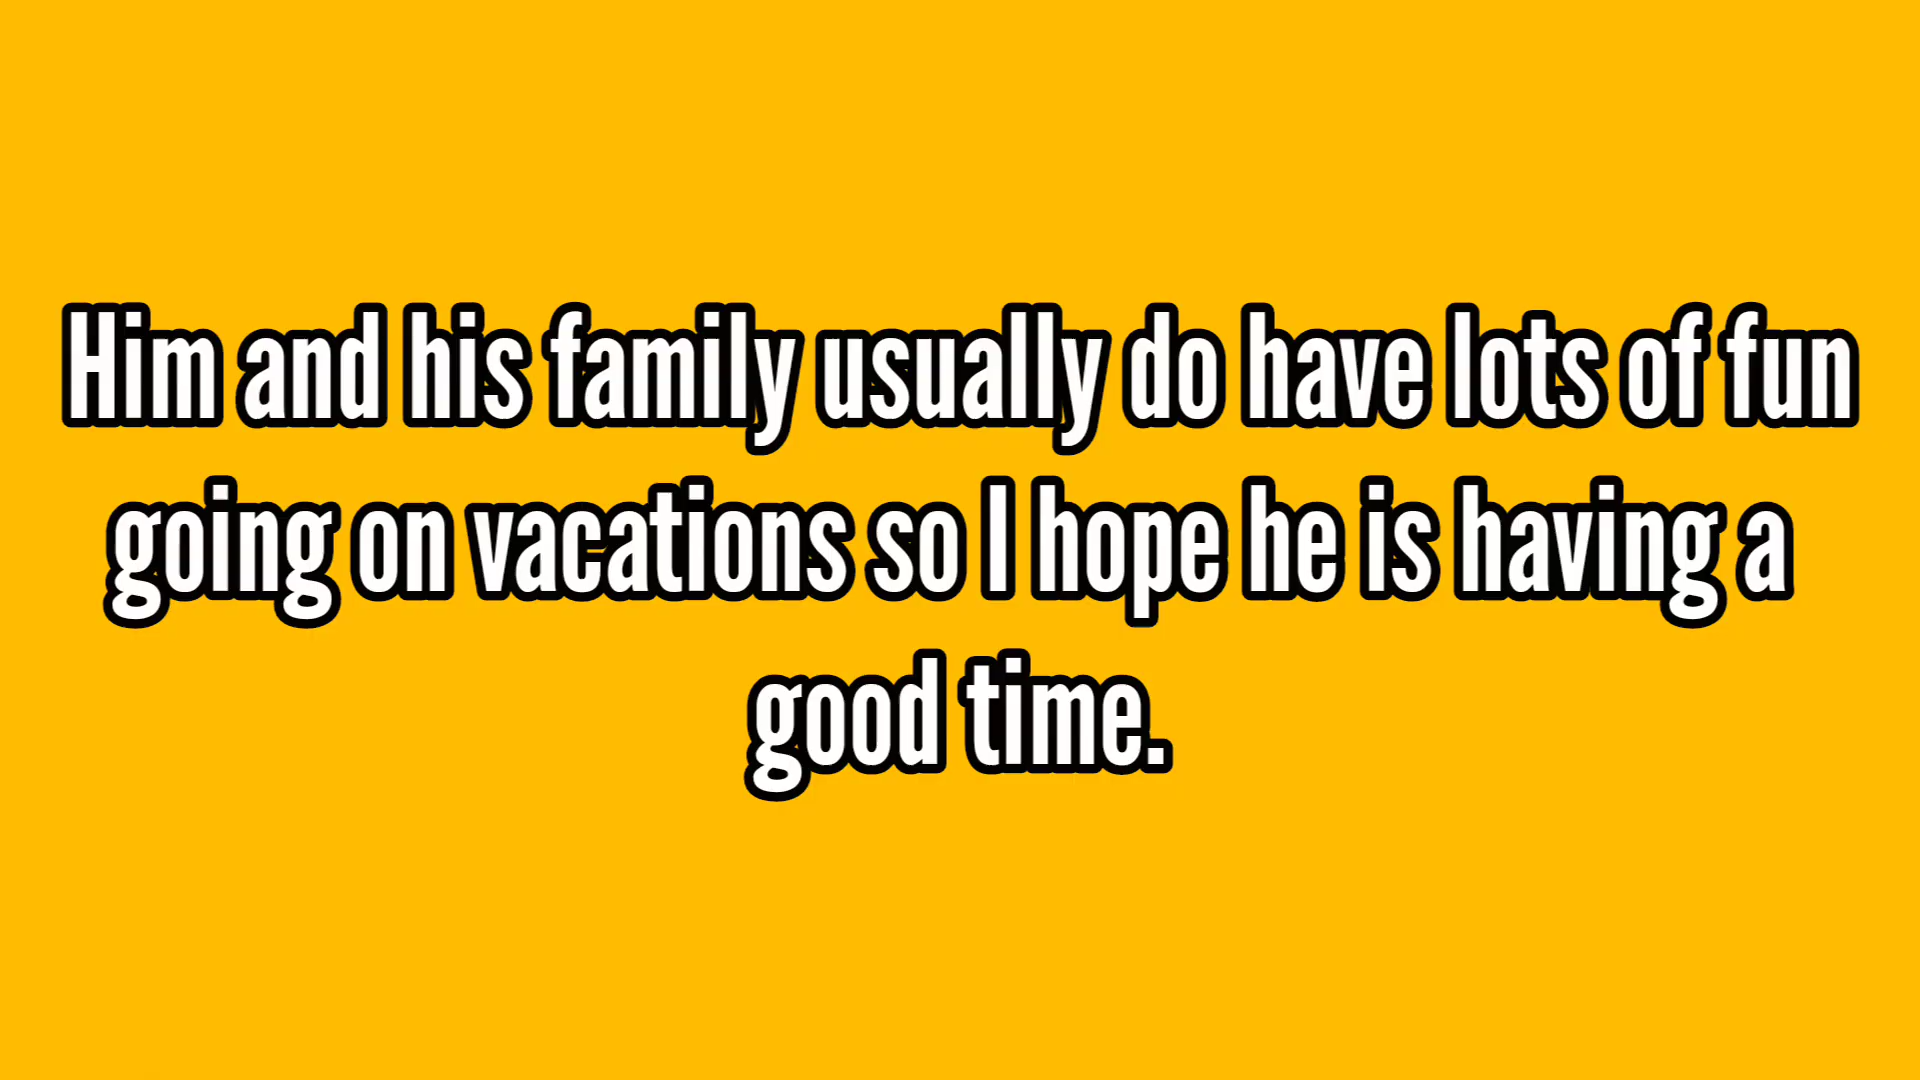 Him and his family usually do have lots of fun
going on vacations so I hope he is having a
good time.